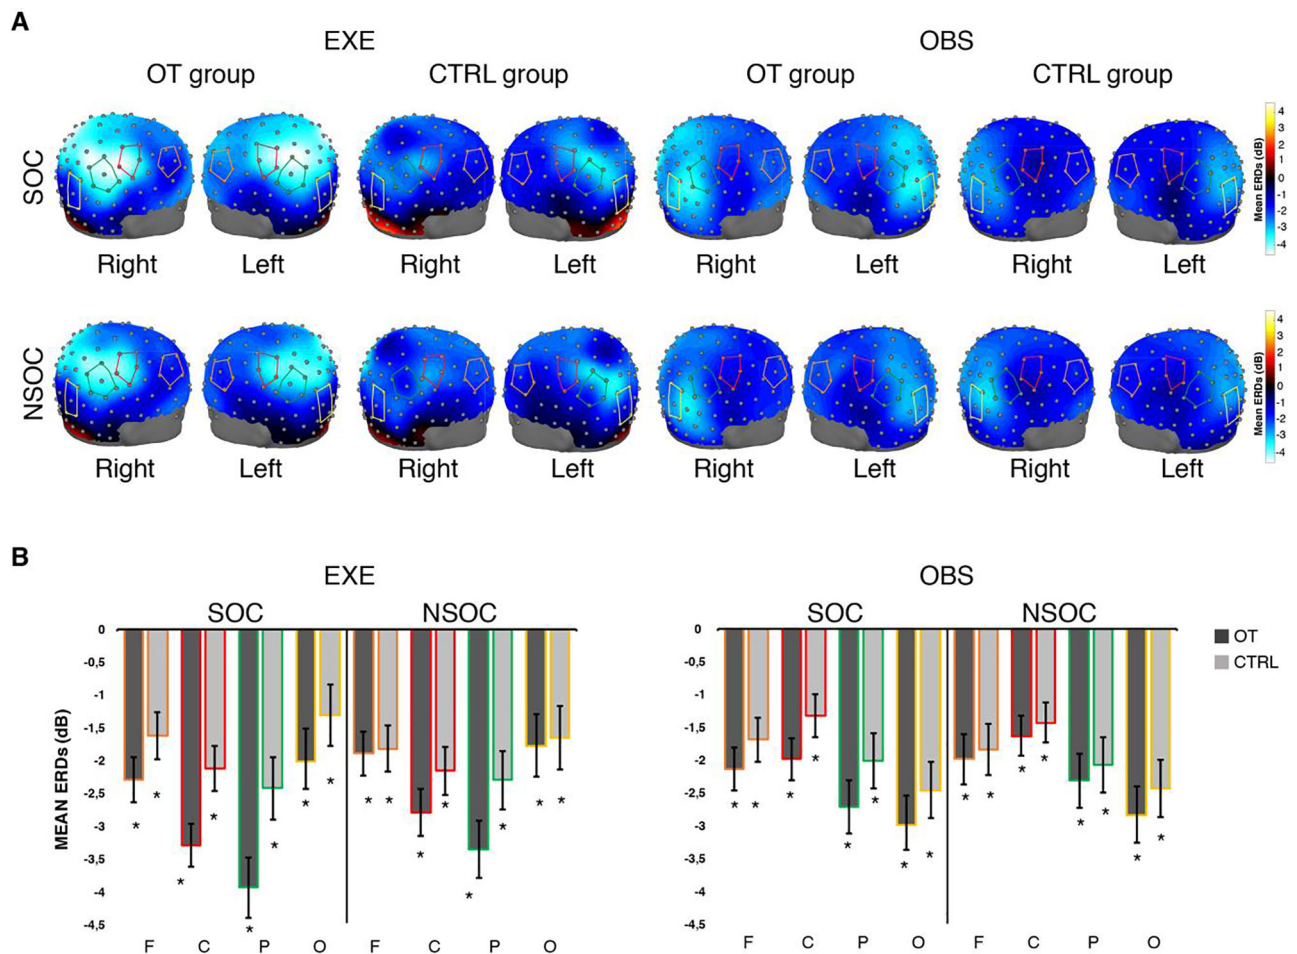 A
EXE OBS
OT group CTRL group OT group CTRL group
SOC
4
3
2
1
0
-1
-2
-3
-4
Mean ERDs (dB)
Right Left Right Left Right Left Right Left
NSOC
4
3
2
1
0
-1
-2
-3
-4
Mean ERDs (dB)
Right Left Right Left Right Left Right Left
B
EXE OBS
SOC NSOC SOC NSOC
MEAN ERDs (dB)
0
-0,5
-1
-1,5
-2
-2,5
-3
-3,5
-4
-4,5
* * * * * * * * * * * * * * * *
F C P O F C P O
0
-0,5
-1
-1,5
-2
-2,5
-3
-3,5
-4
-4,5
* * * * * * * * * * * * * * * *
F C P O F C P O
OT
CTRL